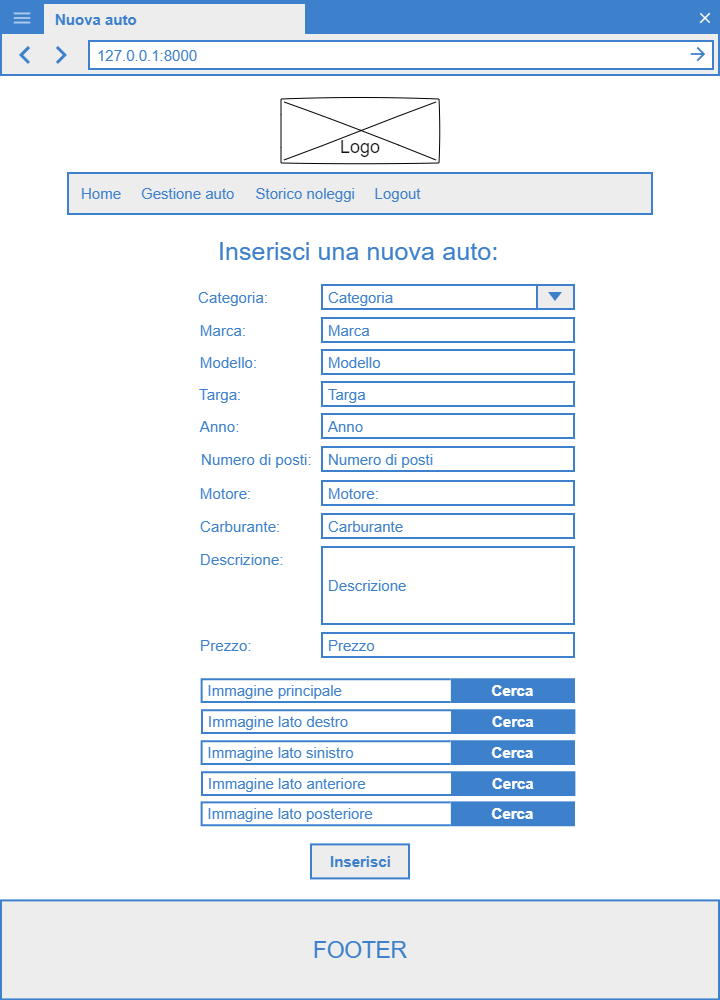 Nuova auto
127.0.0.1:8000
Logo
Home Gestione auto Storico noleggi Logout
Inserisci una nuova auto:
Categoria: Categoria
Marca: Marca
Modello: Modello
Targa: Targa
Anno: Anno
Numero di posti: Numero di posti
Motore: Motore:
Carburante: Carburante
Descrizione: Descrizione
Prezzo: Prezzo
Immagine principale Cerca
Immagine lato destro Cerca
Immagine lato sinistro Cerca
Immagine lato anteriore Cerca
Immagine lato posteriore Cerca
Inserisci
FOOTER